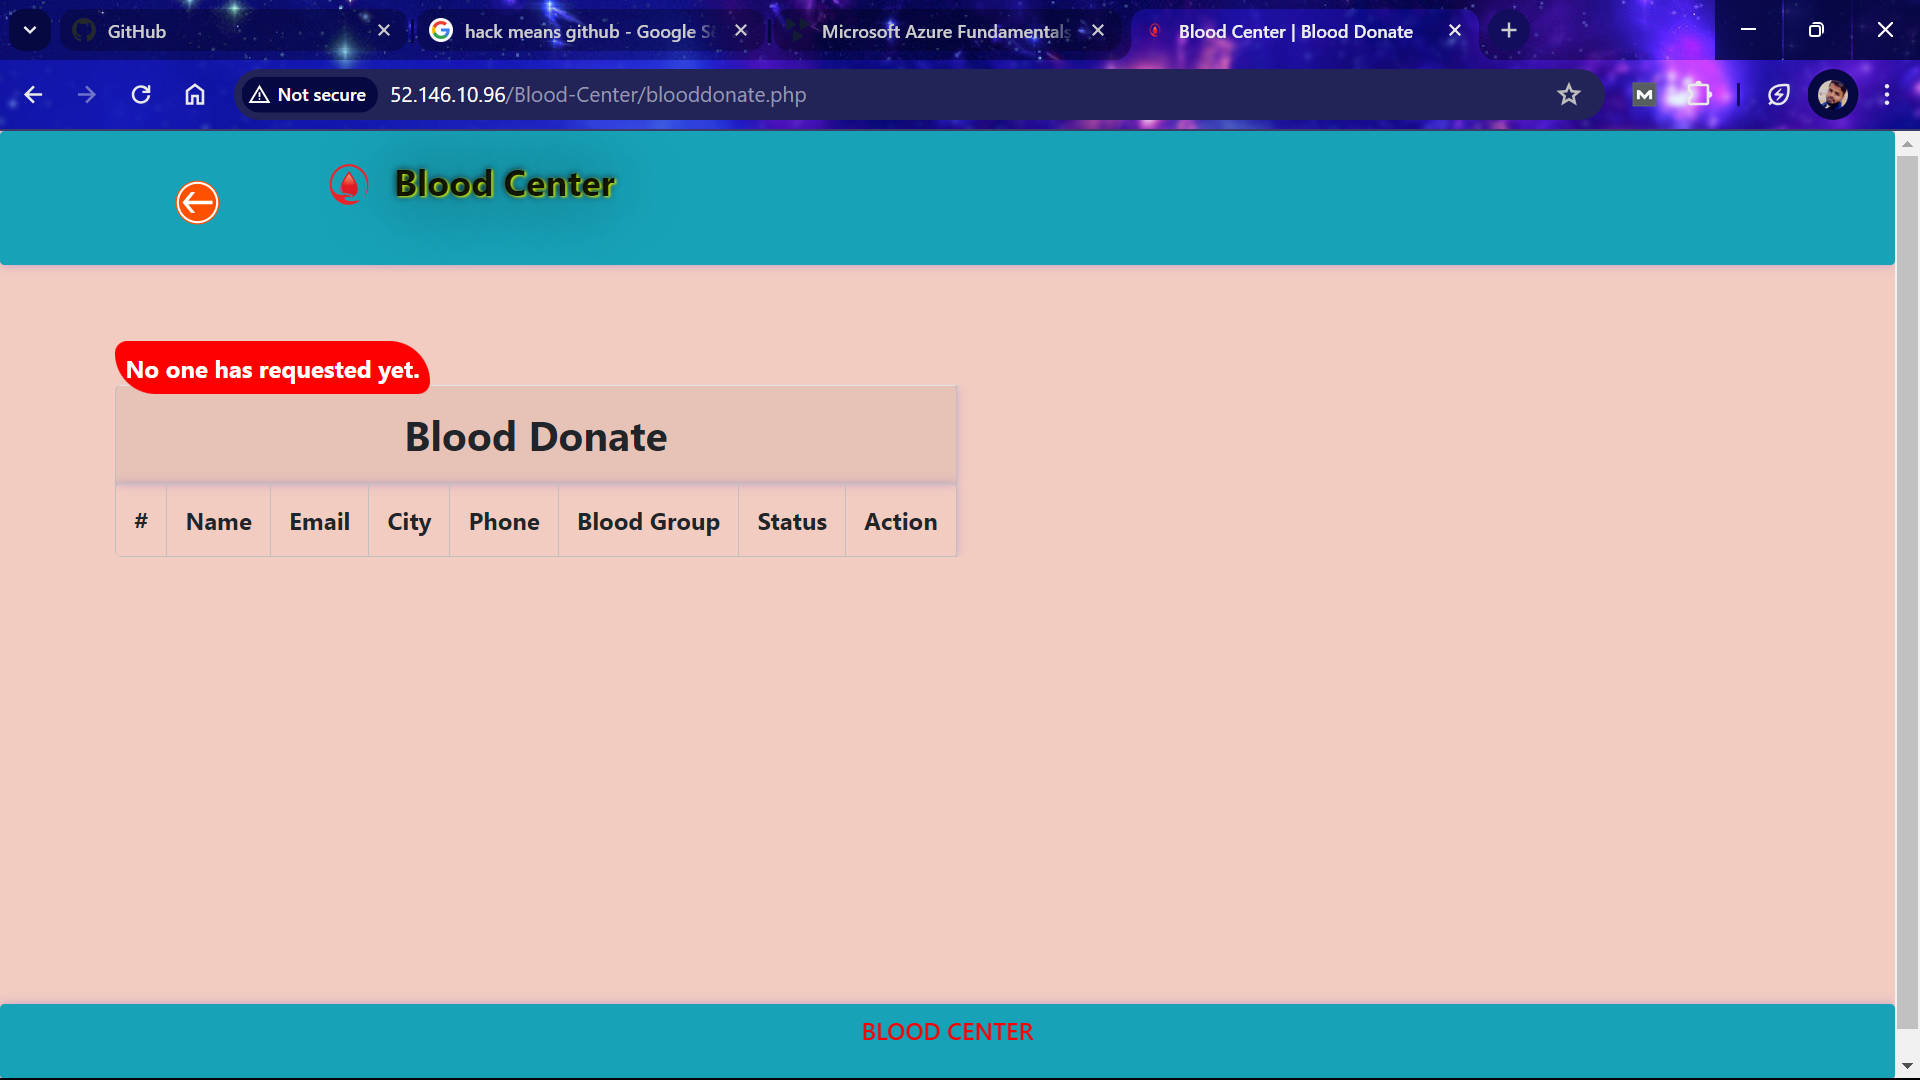 GitHub
hack means github - Google S
Microsoft Azure Fundamentals
Blood Center | Blood Donate
Not secure
52.146.10.96/Blood-Center/blooddonate.php
M
Blood Center
No one has requested yet.
Blood Donate
# Name Email City Phone Blood Group Status Action
BLOOD CENTER